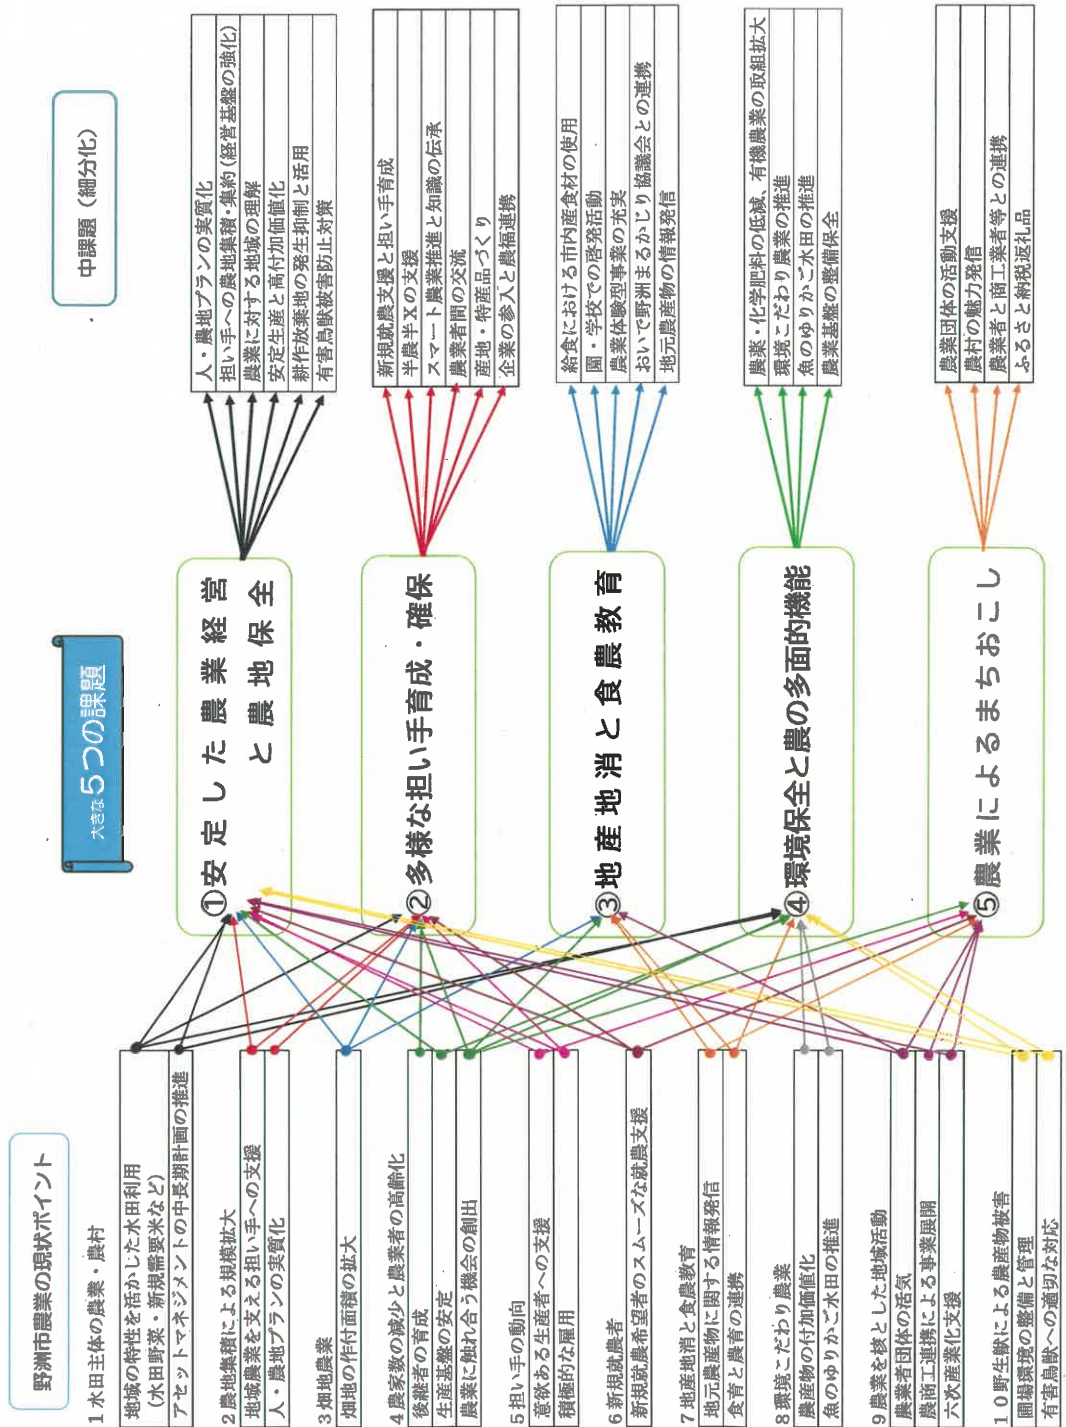 野洲市農業の現状ポイント
1水田主体の農業・農村
地域の特性を活かした水田利用
(水田野菜・新規需要米など)
アセットマネジメントの中長期計画の推進
2農地集積による規模拡大
地域農業を支える担い手への支援
人・農地プランの実質化
3畑地農業
畑地の作付面積の拡大
4農家数の減少と農業者の高齢化
後継者の育成
生産基盤の安定
農業に触れ合う機会の創出
5担い手の動向
意欲ある生産者への支援
積極的な雇用
6新規就農者
新規就農希望者のスムーズな就農支援
7地産地消と食農教育
地元農産物に関する情報発信
食育と農育の連携
8環境こだわり農業
農産物の付加価値化
魚のゆりかご水田の推進
9農業を核とした地域活動
農業者団体の活気
農商工連携による事業展開
六次産業化支援
10野生獣による農産物被害
圃場環境の整備と管理
有害鳥獣への適切な対応
大きな5つの課題
①安定した農業経営
と農地保全
②多様な担い手育成・確保
③地産地消と食農教育
④環境保全と農の多面的機能
⑤農業によるまちおこし
中課題(細分化)
人・農地プランの実質化
担い手への農地集積・集約(経営基盤の強化)
農業に対する地域の理解
安定生産と高付加価値化
耕作放棄地の発生抑制と活用
有害鳥獣被害防止対策
新規就農支援と担い手育成
半農半Xの支援
スマート農業推進と知識の伝承
農業者間の交流
産地・特産品づくり
企業の参入と農福連携
給食における市内産食材の使用
園・学校での啓発活動
農業体験型事業の充実
おいで野洲まるかじり協議会との連携
地元農産物の情報発信
農薬・化学肥料の低減、有機農業の取組拡大
環境こだわり農業の推進
魚のゆりかご水田の推進
農業基盤の整備保全
農業団体の活動支援
農村の魅力発信
農業者と商工業者等との連携
ふるさと納税返礼品